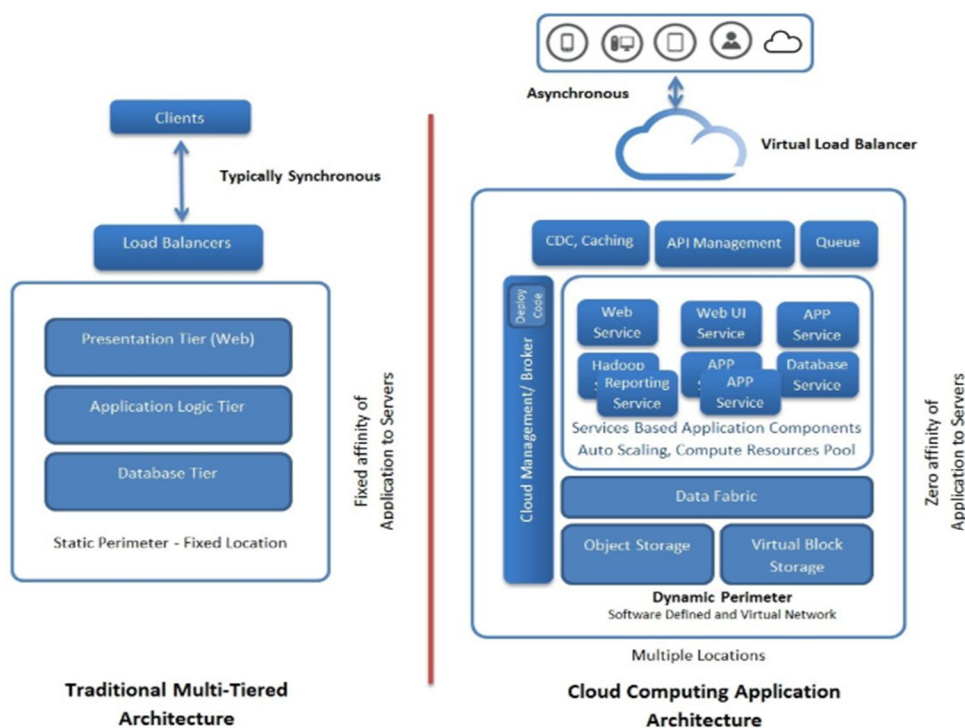 Clients
Typically Synchronous
Load Balancers
Presentation Tier (Web)
Application Logic Tier
Database Tier
Static Perimeter - Fixed Location
Fixed affinity of
Application to Servers
Traditional Multi-Tiered
Architecture
Asynchronous
Virtual Load Balancer
CDC, Caching
API Management
Queue
Deploy
Code
Cloud Management/ Broker
Web
Service
Web UI
Service
APP
Service
Hadoop
S
Reporting
Service
APP
S
APP
Service
Database
Service
Services Based Application Components
Auto Scaling, Compute Resources Pool
Data Fabric
Object Storage
Virtual Block
Storage
Dynamic Perimeter
Software Defined and Virtual Network
Zero affinity of
Application to Servers
Multiple Locations
Cloud Computing Application
Architecture